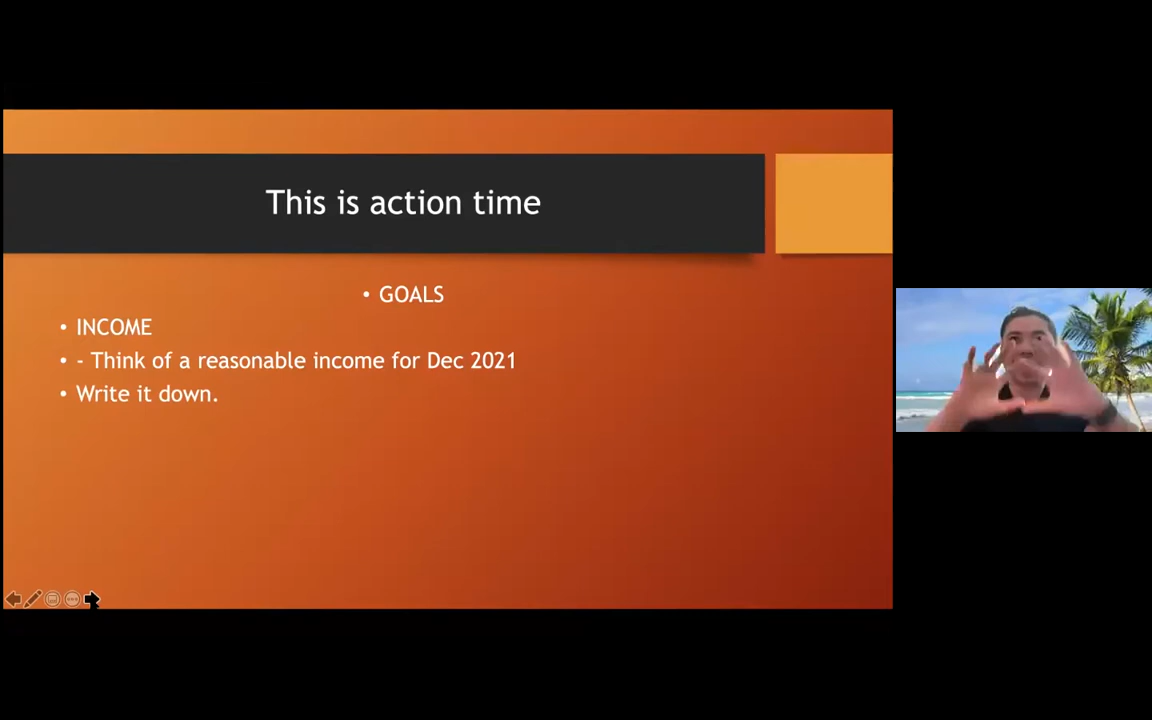 This is action time
• GOALS
• INCOME
• - Think of a reasonable income for Dec 2021
• Write it down.